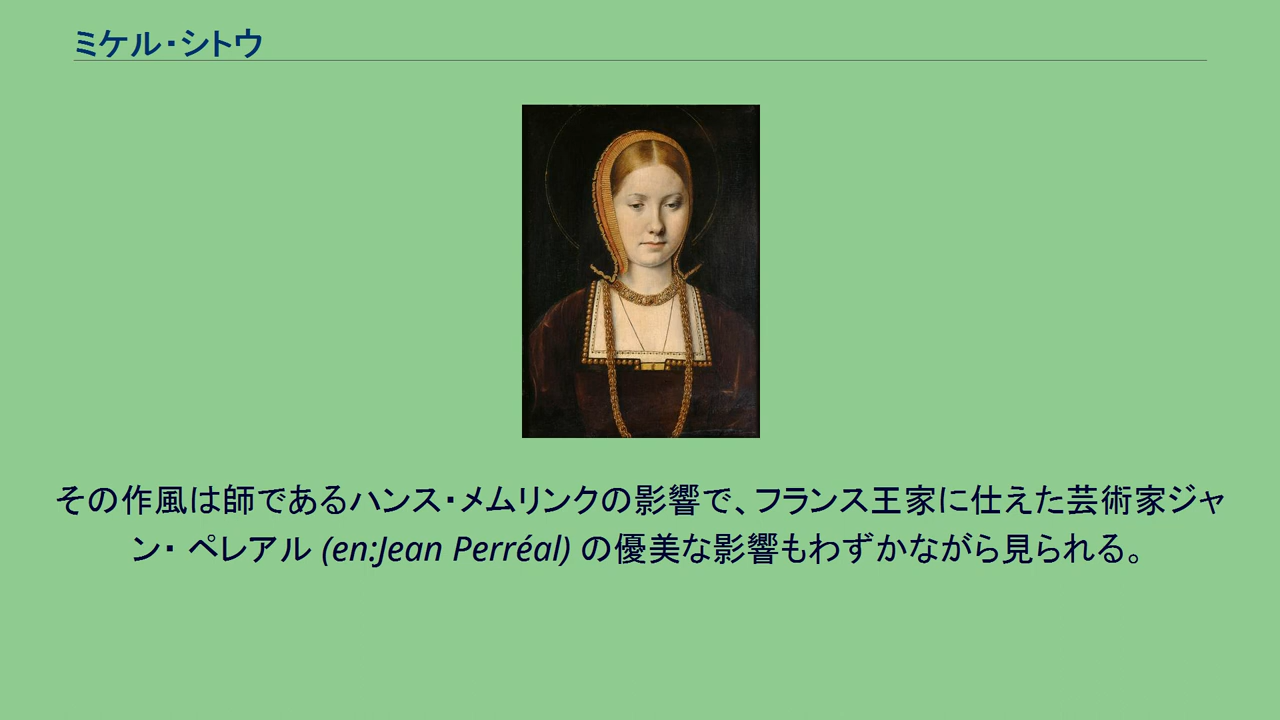 ミケル・シトウ
その作風は師であるハンス・メムリンクの影響で、フランス王家に仕えた芸術家ジャ
ン・ ペレアル (en:Jean Perréal) の優美な影響もわずかながら見られる。